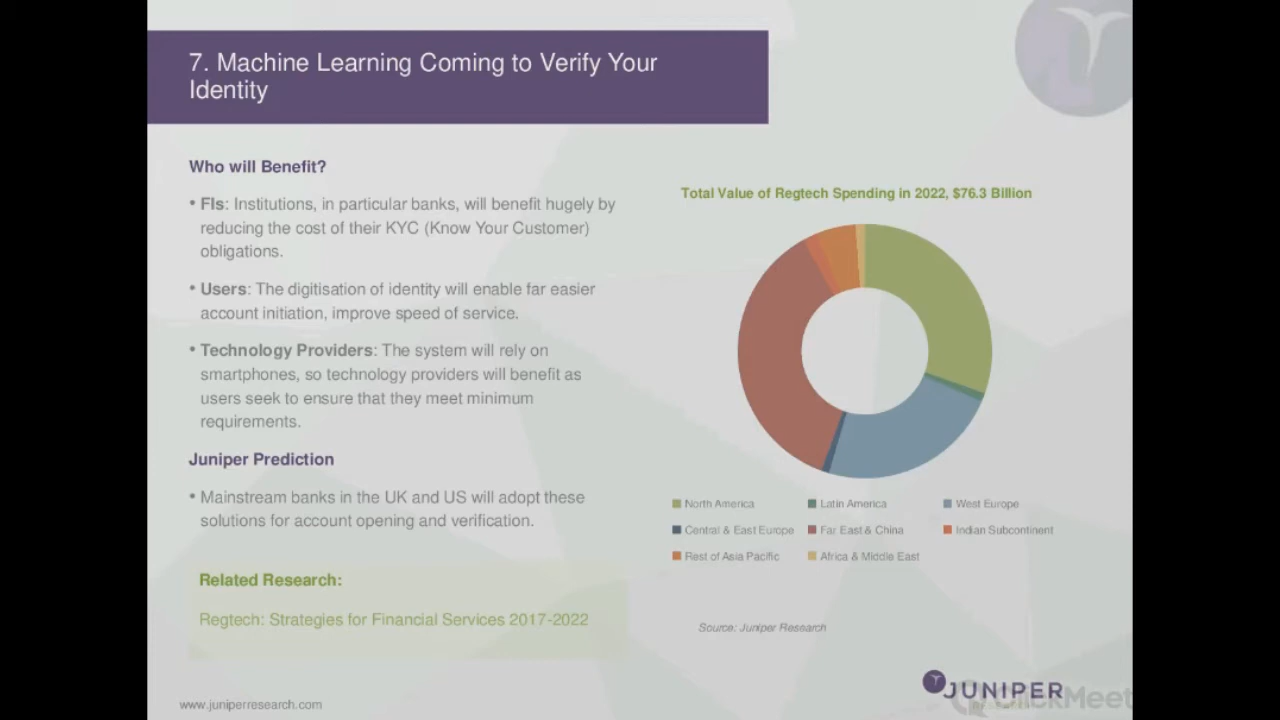 7. Machine Learning Coming to Verify Your
Identity
Who will Benefit?
• FIs: Institutions, in particular banks, will benefit hugely by
reducing the cost of their KYC (Know Your Customer)
obligations.
• Users: The digitisation of identity will enable far easier
account initiation, improve speed of service.
• Technology Providers: The system will rely on
smartphones, so technology providers will benefit as
users seek to ensure that they meet minimum
requirements.
Juniper Prediction
• Mainstream banks in the UK and US will adopt these
solutions for account opening and verification.
Related Research:
Regtech: Strategies for Financial Services 2017-2022
www.juniperresearch.com
Total Value of Regtech Spending in 2022, $76.3 Billion
North America Latin America West Europe
Central & East Europe Far East & China Indian Subcontinent
Rest of Asia Pacific Africa & Middle East
Source: Juniper Research
JUNIPER